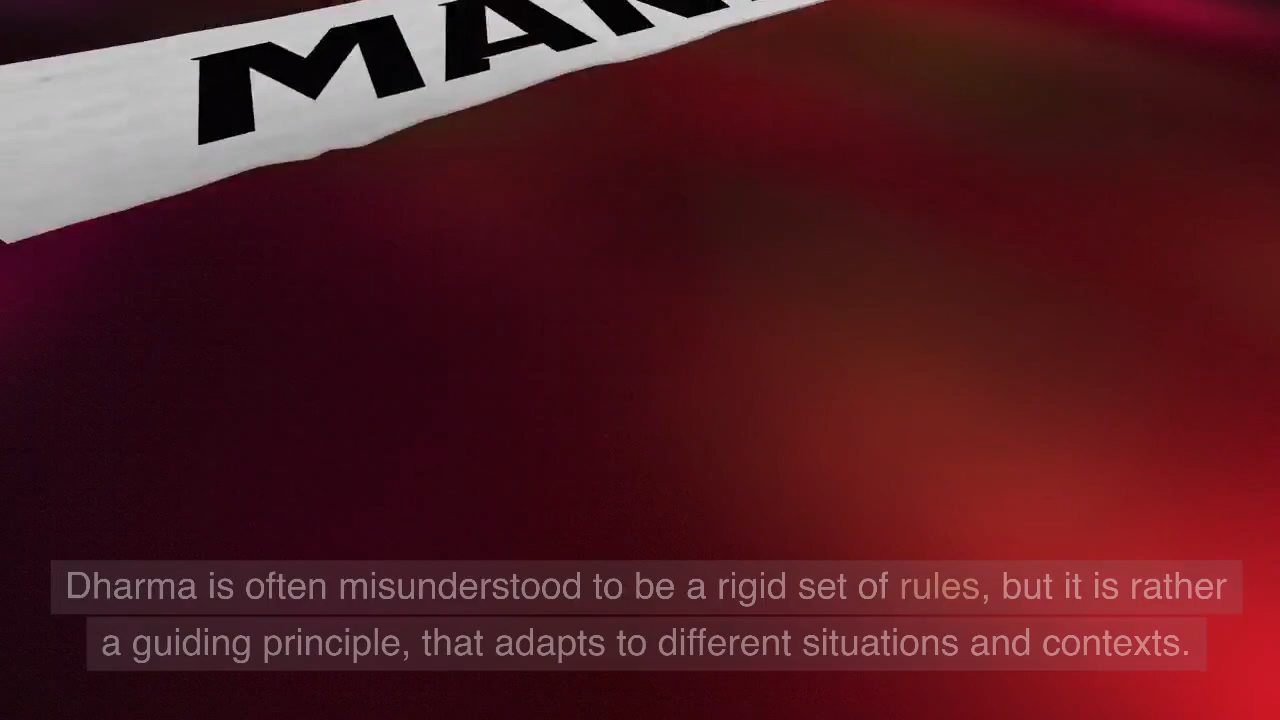 Dharma is often misunderstood to be a rigid set of rules, but it is rather
a guiding principle, that adapts to different situations and contexts.